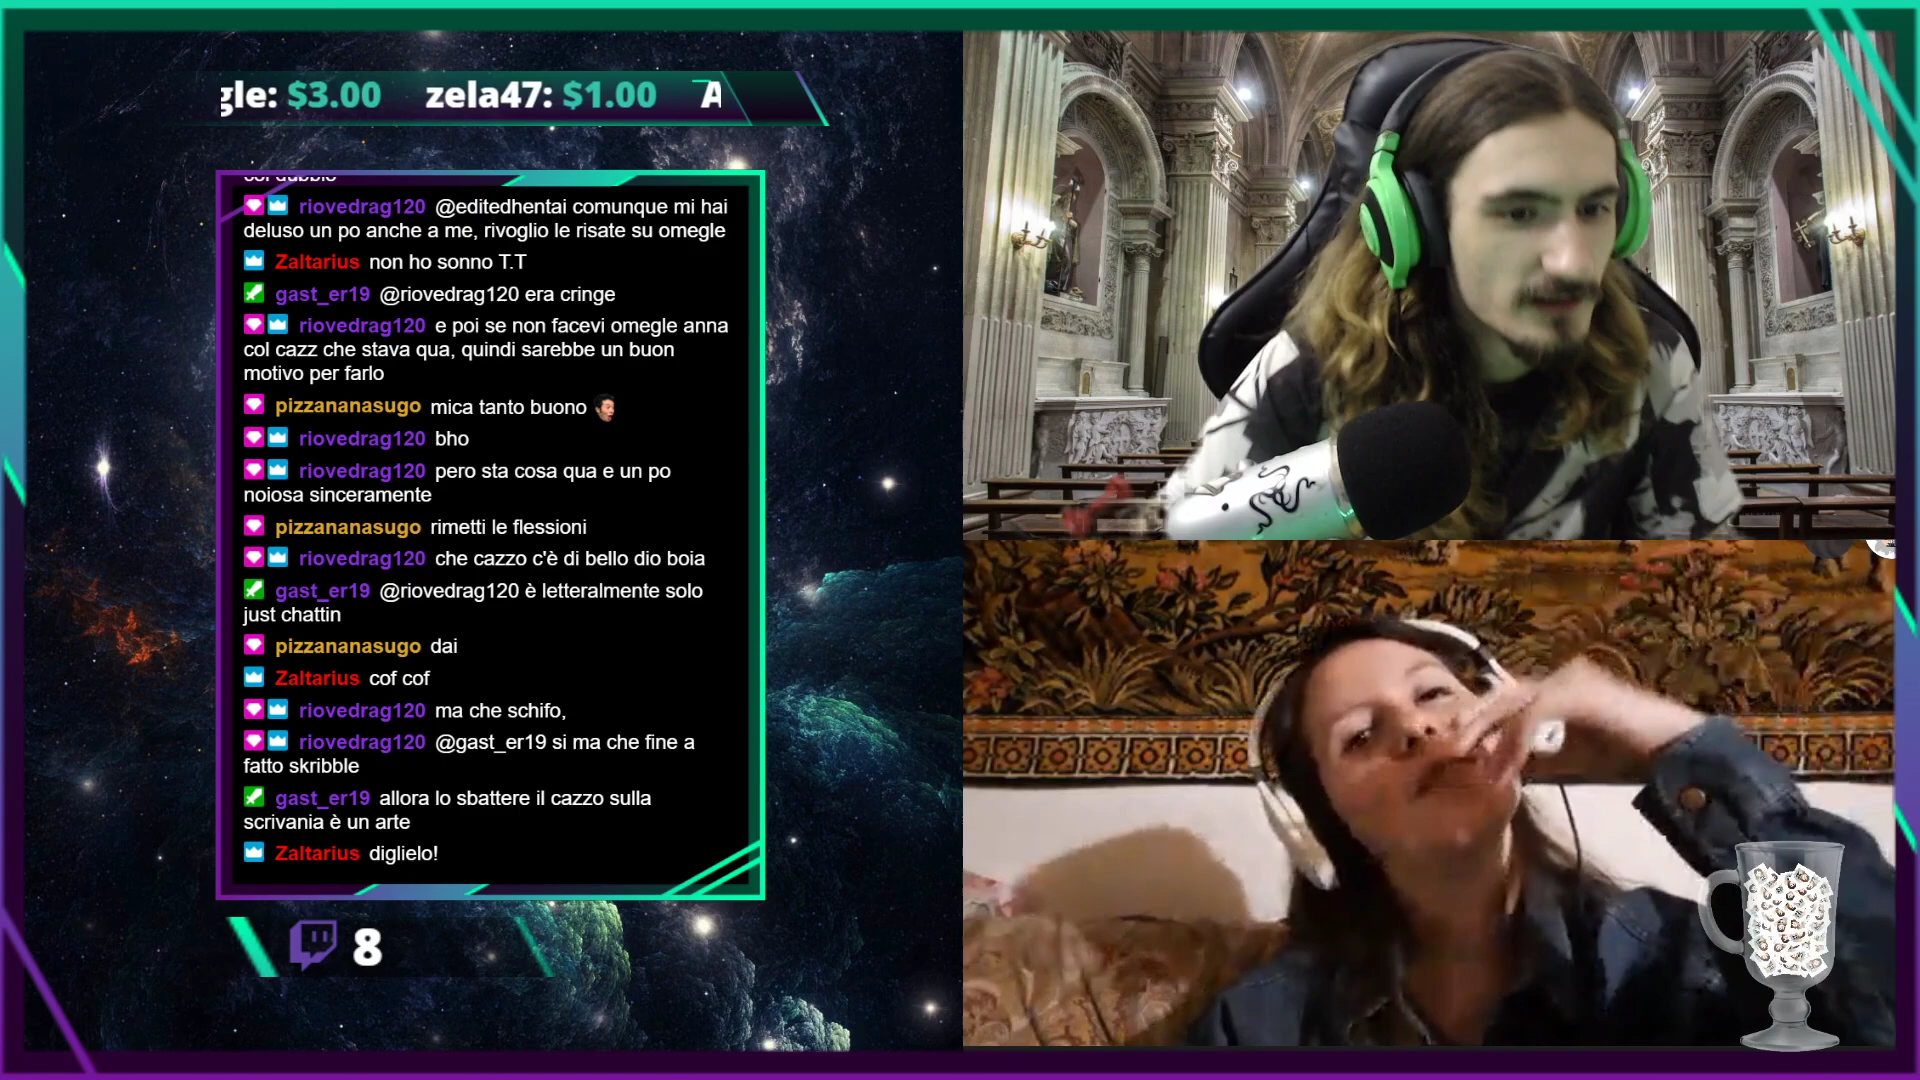 gle: $3.00 zela47: $1.00 A
riovedrag120 @editedhentai comunque mi hai
deluso un po anche a me, rivoglio le risate su omegle
Zaltarius non ho sonno T.T
gast_er19 @riovedrag120 era cringe
riovedrag120 e poi se non facevi omegle anna
col cazz che stava qua, quindi sarebbe un buon
motivo per farlo
pizzananasugo mica tanto buono
riovedrag120 bho
riovedrag120 pero sta cosa qua e un po
noiosa sinceramente
pizzananasugo rimetti le flessioni
riovedrag120 che cazzo c'è di bello dio boia
gast_er19 @riovedrag120 è letteralmente solo
just chattin
pizzananasugo dai
Zaltarius cof cof
riovedrag120 ma che schifo,
riovedrag120 @gast_er19 si ma che fine a
fatto skribble
gast_er19 allora lo sbattere il cazzo sulla
scrivania è un arte
Zaltarius diglielo!
8